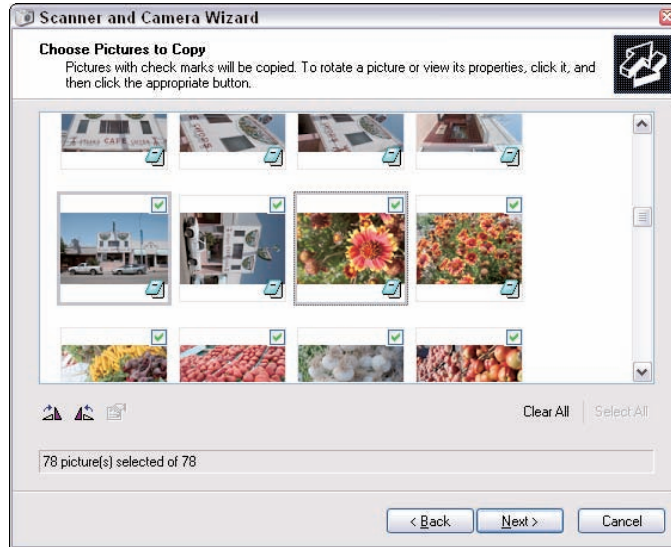 Scanner and Camera Wizard
Choose Pictures to Copy
Pictures with check marks will be copied. To rotate a picture or view its properties, click it, and
then click the appropriate button.
CAFE
Clear All
Select All
78 picture(s) selected of 78
< Back
Next >
Cancel